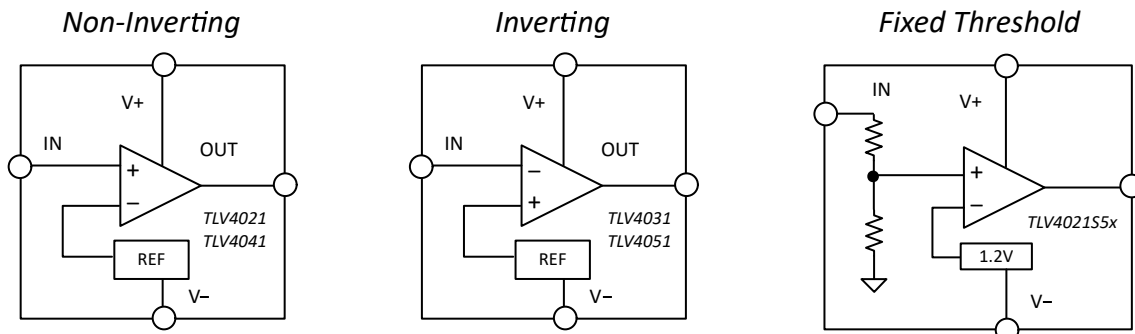 Non-Inverting
V+
IN
OUT
+
−
TLV4021
TLV4041
REF
V−
Inverting
V+
IN
OUT
−
+
TLV4031
TLV4051
REF
V−
Fixed Threshold
IN
V+
+
−
TLV4021S5x
1.2V
V−